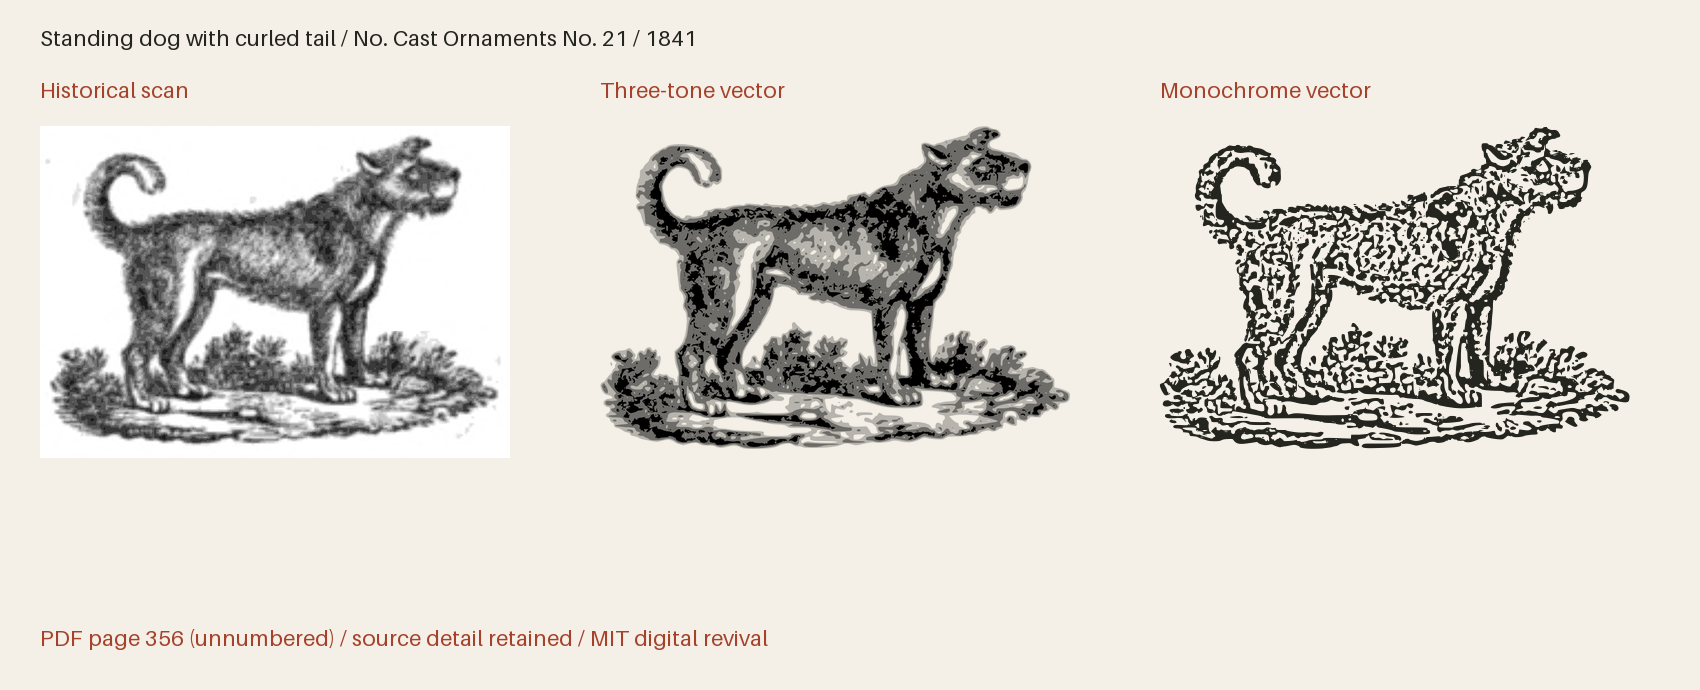 Standing dog with curled tail / No. Cast Ornaments No. 21 / 1841
Historical scan
Three-tone vector
Monochrome vector
PDF page 356 (unnumbered) / source detail retained / MIT digital revival